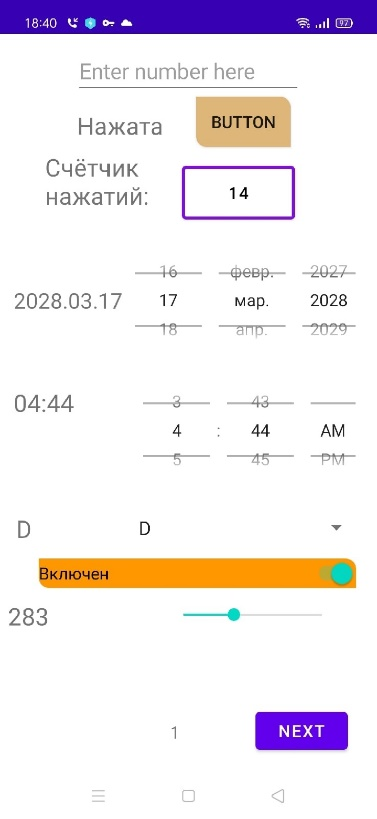 18:40
97
Enter number here
Нажата
BUTTON
Счётчик
нажатий:
14
16 февр. 2027
2028.03.17
17 мар. 2028
18 апр. 2029
04:44
3 43
4 : 44 AM
5 45 PM
D
D
Включен
283
1
NEXT